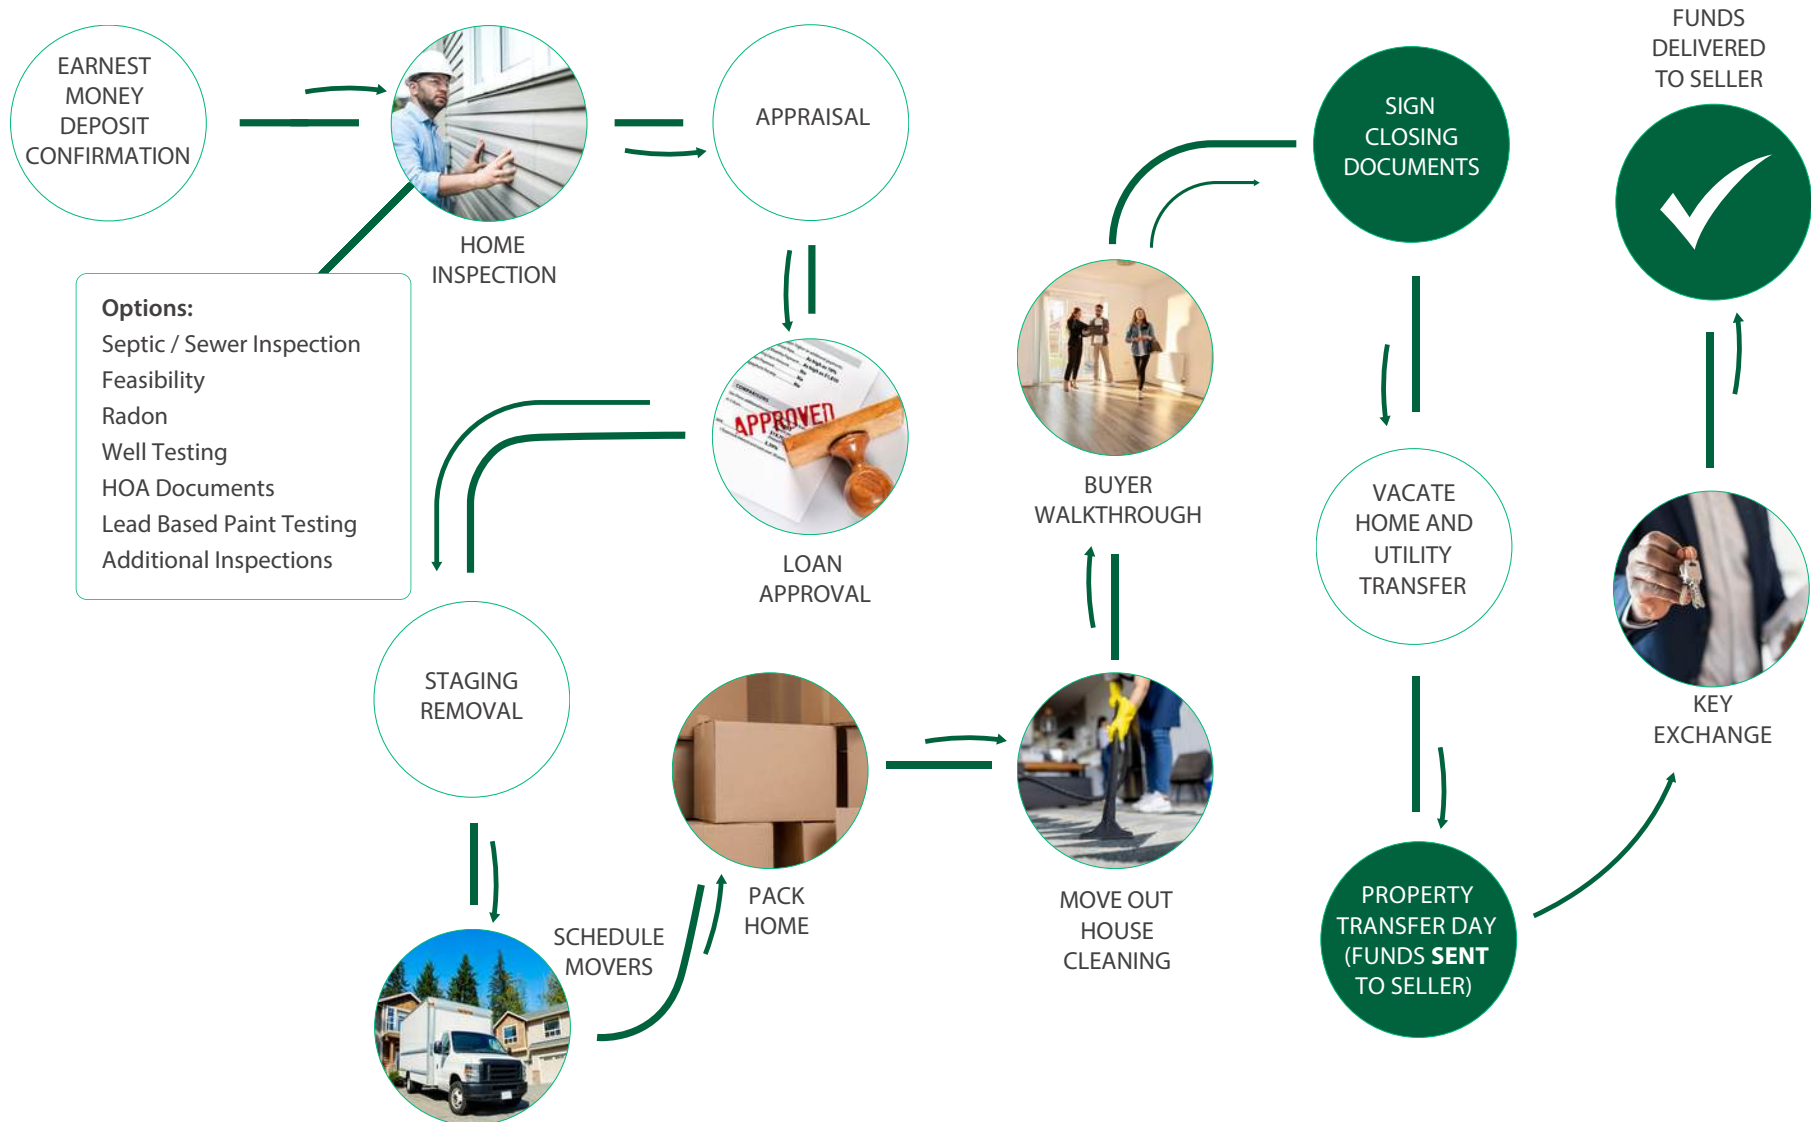 EARNEST
MONEY
DEPOSIT
CONFIRMATION
HOME
INSPECTION
Options:
Septic / Sewer Inspection
Feasibility
Radon
Well Testing
HOA Documents
Lead Based Paint Testing
Additional Inspections
APPRAISAL
COMPARISONS
APPROVED
LOAN
APPROVAL
STAGING
REMOVAL
SCHEDULE
MOVERS
PACK
HOME
MOVE OUT
HOUSE
CLEANING
BUYER
WALKTHROUGH
SIGN
CLOSING
DOCUMENTS
VACATE
HOME AND
UTILITY
TRANSFER
PROPERTY
TRANSFER DAY
(FUNDS SENT
TO SELLER)
KEY
EXCHANGE
FUNDS
DELIVERED
TO SELLER